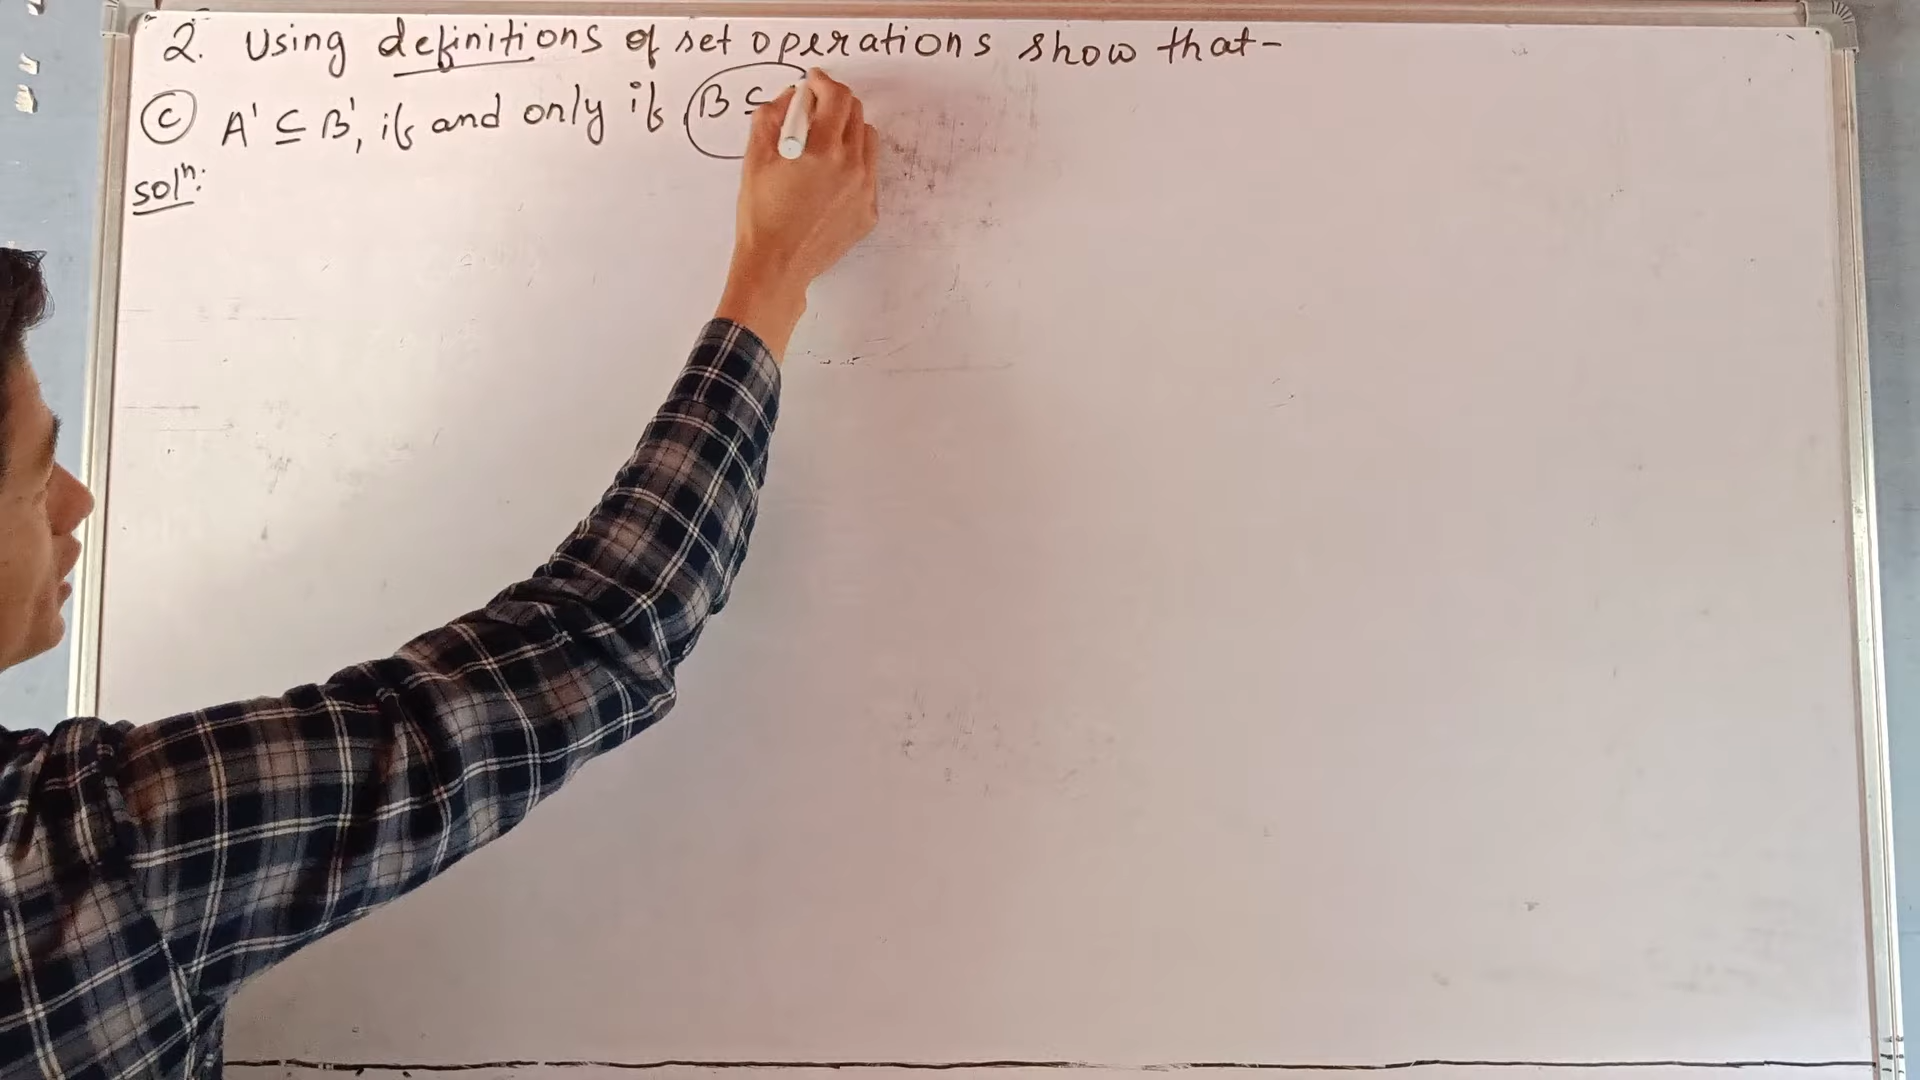 2. Using definitions of set operations show that-
(c) A' ⊆ B', if and only if B ⊆
solⁿ: